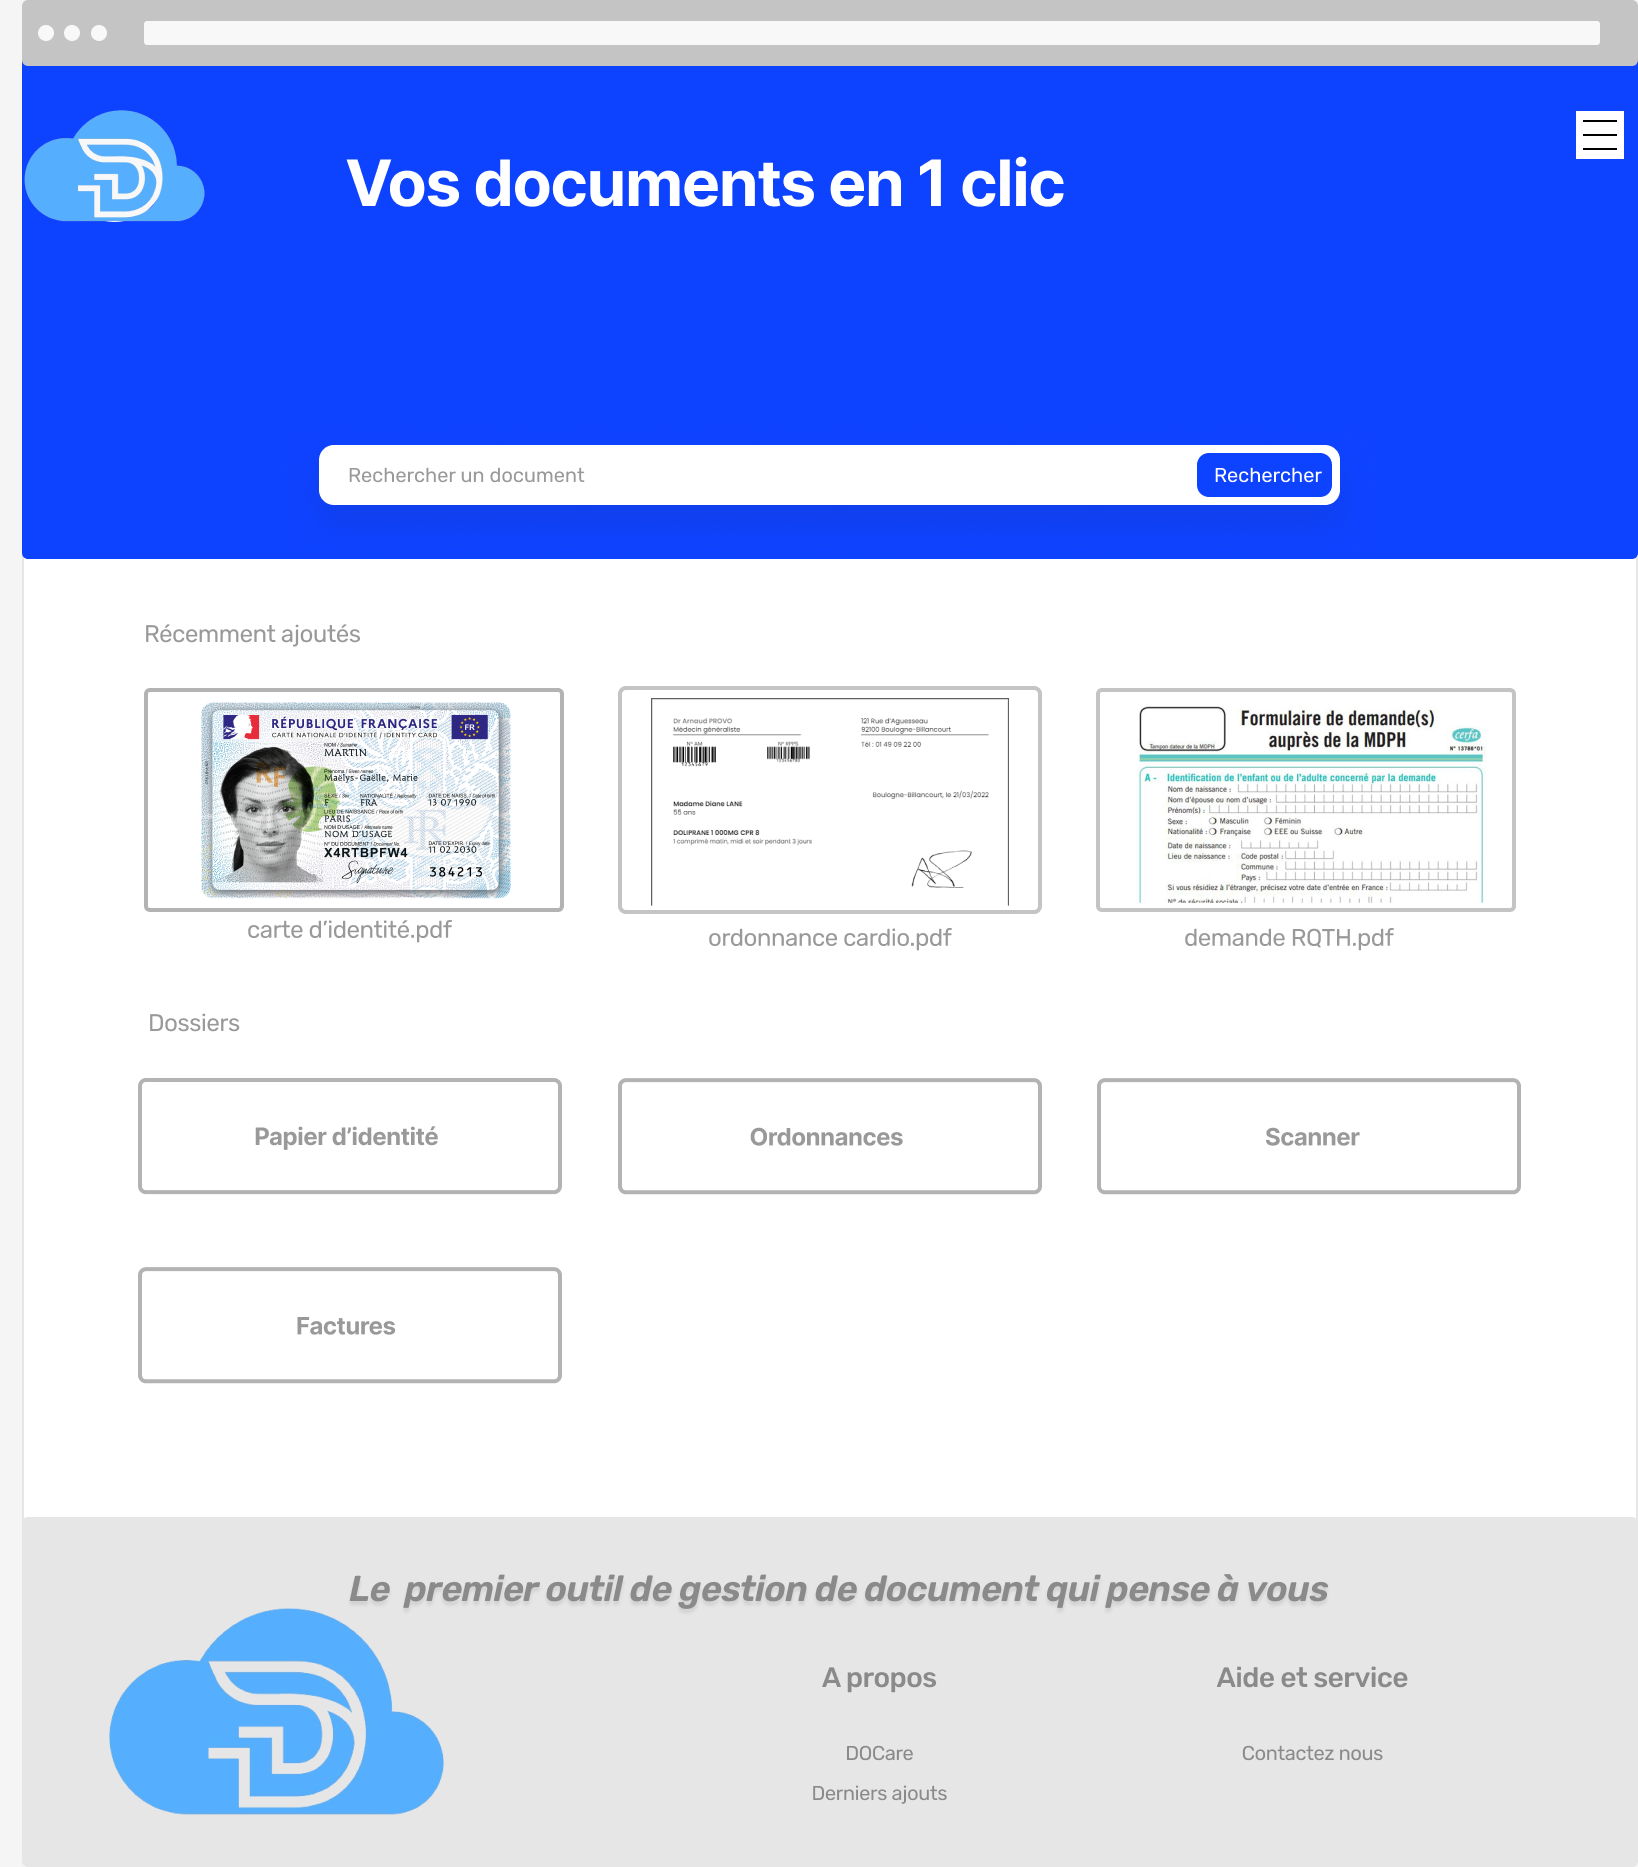 Vos documents en 1 clic
Rechercher un document
Rechercher
Récemment ajoutés
RÉPUBLIQUE FRANÇAISE
FR
CARTE NATIONALE D'IDENTITÉ / IDENTITY CARD
NOM / Surname
MARTIN
Prénoms / Given names
Maëlys-Gaëlle, Marie
SEXE / Sex NATIONALITÉ / Nationality DATE DE NAISS. / Date of birth
F FRA 13 07 1990
LIEU DE NAISSANCE / Place of birth
PARIS
NOM D'USAGE / Alternate name
NOM D'USAGE
N° DU DOCUMENT / Document No. DATE D'EXPIR. / Expiry date
X4RTBPFW4 11 02 2030
Signature
384213
carte d’identité.pdf
Dr Arnaud PROVO
Médecin généraliste
121 Rue d'Aguesseau
92100 Boulogne-Billancourt
Tél : 01 49 09 22 00
N° AM
N° RPPS
Boulogne-Billancourt, le 21/03/2022
Madame Diane LANE
55 ans
DOLIPRANE 1 000MG CPR 8
1 comprimé matin, midi et soir pendant 3 jours
ordonnance cardio.pdf
Formulaire de demande(s)
auprès de la MDPH
Tampon dateur de la MDPH
cerfa
N° 13788*01
A - Identification de l'enfant ou de l'adulte concerné par la demande
Nom de naissance :
Nom d'épouse ou nom d'usage :
Prénom(s) :
Sexe : Masculin Féminin
Nationalité : Française EEE ou Suisse Autre
Date de naissance :
Lieu de naissance : Code postal :
Commune :
Pays :
Si vous résidiez à l'étranger, précisez votre date d'entrée en France :
N° de sécurité sociale :
demande RQTH.pdf
Dossiers
Papier d’identité
Ordonnances
Scanner
Factures
Le premier outil de gestion de document qui pense à vous
A propos
Aide et service
DOCare
Contactez nous
Derniers ajouts